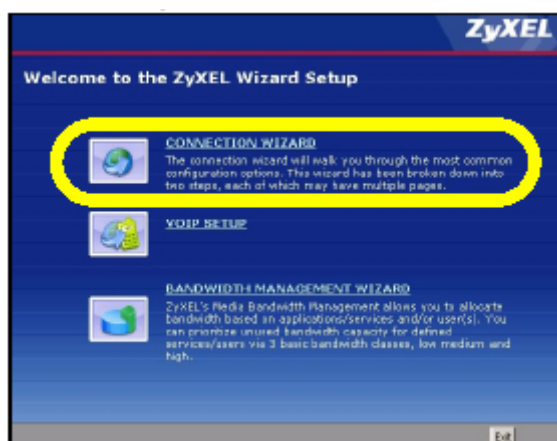 ZyXEL
Welcome to the ZyXEL Wizard Setup
CONNECTION WIZARD
The connection wizard will walk you through the most common
configuration options. This wizard has been broken down into
two steps, each of which may have multiple pages.
VOIP SETUP
BANDWIDTH MANAGEMENT WIZARD
ZyXEL's Media Bandwidth Management allows you to allocate
bandwidth based on applications/services and/or user(s). You
can prioritize unused bandwidth capacity for defined
services/users via 3 basic bandwidth classes, low medium and
high.
Exit